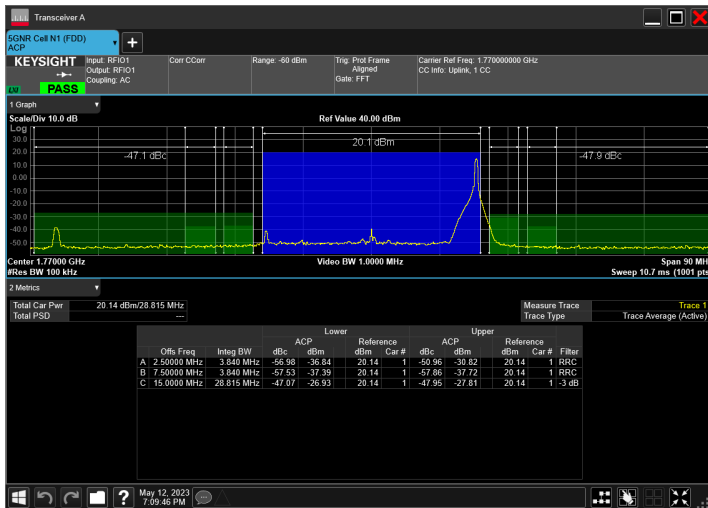 Transceiver A
5GNR Cell N1 (FDD)
ACP
KEYSIGHT
Input: RFIO1
Output: RFIO1
Coupling: AC
Corr CCorr
Range: -60 dBm
Trig: Prot Frame
Aligned
Gate: FFT
Carrier Ref Freq: 1.770000000 GHz
CC Info: Uplink, 1 CC
PASS
1 Graph
Scale/Div 10.0 dB
Ref Value 40.00 dBm
Log
30.0
20.0
10.0
0.00
-10.0
-20.0
-30.0
-40.0
-50.0
-47.1 dBc
20.1 dBm
-47.9 dBc
Center 1.77000 GHz
Video BW 1.0000 MHz
Span 90 MH
#Res BW 100 kHz
Sweep 10.7 ms (1001 pts
2 Metrics
Total Car Pwr 20.14 dBm/28.815 MHz
Total PSD ---
Measure Trace Trace 1
Trace Type Trace Average (Active)
Lower Upper
ACP Reference ACP Reference
Offs Freq Integ BW dBc dBm dBm Car # dBc dBm dBm Car # Filter
A 2.50000 MHz 3.840 MHz -56.98 -36.84 20.14 1 -50.96 -30.82 20.14 1 RRC
B 7.50000 MHz 3.840 MHz -57.53 -37.39 20.14 1 -57.86 -37.72 20.14 1 RRC
C 15.0000 MHz 28.815 MHz -47.07 -26.93 20.14 1 -47.95 -27.81 20.14 1 -3 dB
May 12, 2023
7:09:46 PM